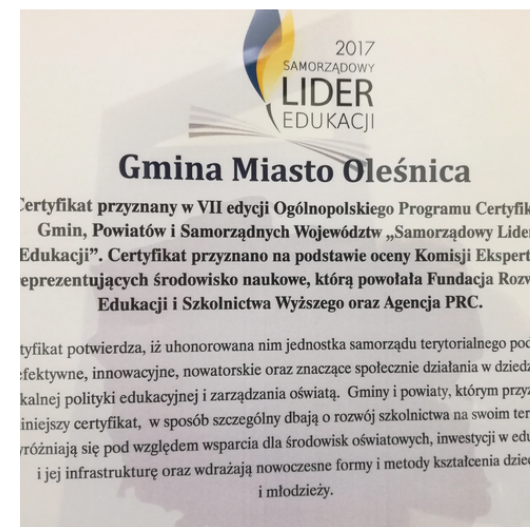 2017
SAMORZĄDOWY
LIDER
EDUKACJI
Gmina Miasto Oleśnica
Certyfikat przyznany w VII edycji Ogólnopolskiego Programu
Gmin, Powiatów i Samorządnych Województw „Samorządowy
Edukacji”. Certyfikat przyznano na podstawie oceny Komisji
reprezentujących środowisko naukowe, którą powołała Fundacja
Edukacji i Szkolnictwa Wyższego oraz Agencja PRC.
potwierdza, iż uhonorowana nim jednostka samorządu terytorialnego
efektywne, innowacyjne, nowatorskie oraz znaczące społecznie działania w
polityki edukacyjnej i zarządzania oświatą. Gminy i powiaty, którym
certyfikat, w sposób szczególny dbają o rozwój szkolnictwa na swoim
się pod względem wsparcia dla środowisk oświatowych, inwestycji w
i jej infrastrukturę oraz wdrażają nowoczesne formy i metody kształcenia
i młodzieży.